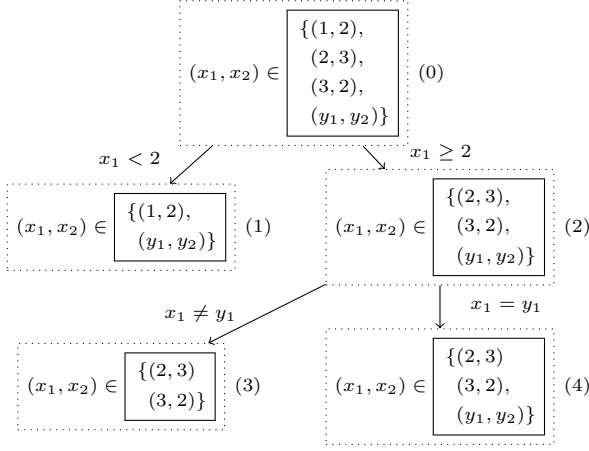 {(1, 2),
(2, 3),
(x₁, x₂) ∈
(3, 2),
(y₁, y₂)}
(0)
x₁ < 2
x₁ ≥ 2
(x₁, x₂) ∈
{(1, 2),
(y₁, y₂)}
(1)
(x₁, x₂) ∈
{(2, 3),
(3, 2),
(y₁, y₂)}
(2)
x₁ ≠ y₁
x₁ = y₁
(x₁, x₂) ∈
{(2, 3)
(3, 2)}
(3)
(x₁, x₂) ∈
{(2, 3)
(3, 2),
(y₁, y₂)}
(4)